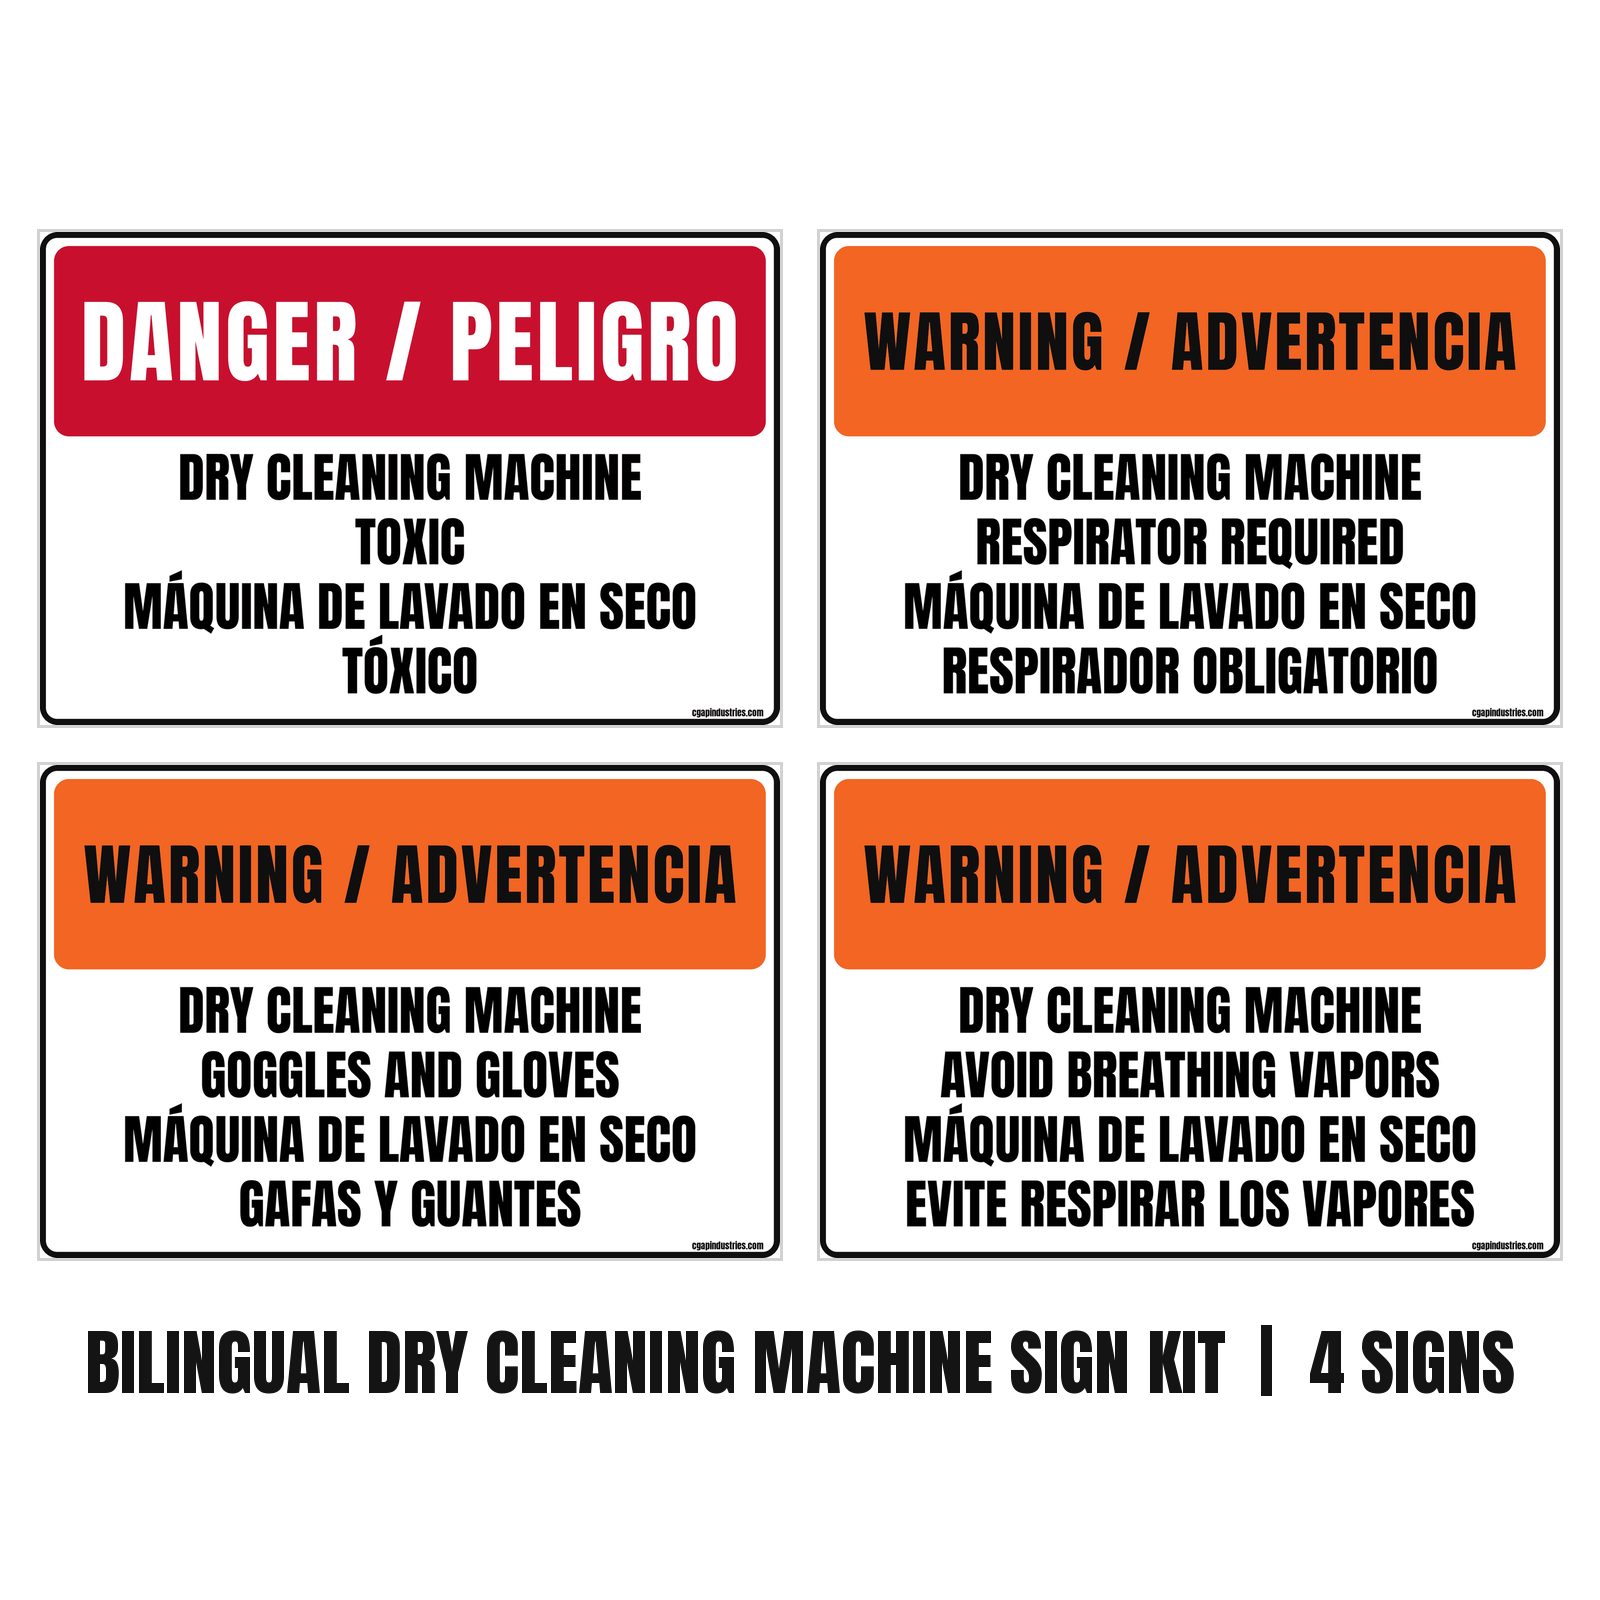 DANGER / PELIGRO
DRY CLEANING MACHINE
TOXIC
MÁQUINA DE LAVADO EN SECO
TÓXICO
cgapindustries.com
WARNING / ADVERTENCIA
DRY CLEANING MACHINE
RESPIRATOR REQUIRED
MÁQUINA DE LAVADO EN SECO
RESPIRADOR OBLIGATORIO
cgapindustries.com
WARNING / ADVERTENCIA
DRY CLEANING MACHINE
GOGGLES AND GLOVES
MÁQUINA DE LAVADO EN SECO
GAFAS Y GUANTES
cgapindustries.com
WARNING / ADVERTENCIA
DRY CLEANING MACHINE
AVOID BREATHING VAPORS
MÁQUINA DE LAVADO EN SECO
EVITE RESPIRAR LOS VAPORES
cgapindustries.com
BILINGUAL DRY CLEANING MACHINE SIGN KIT | 4 SIGNS